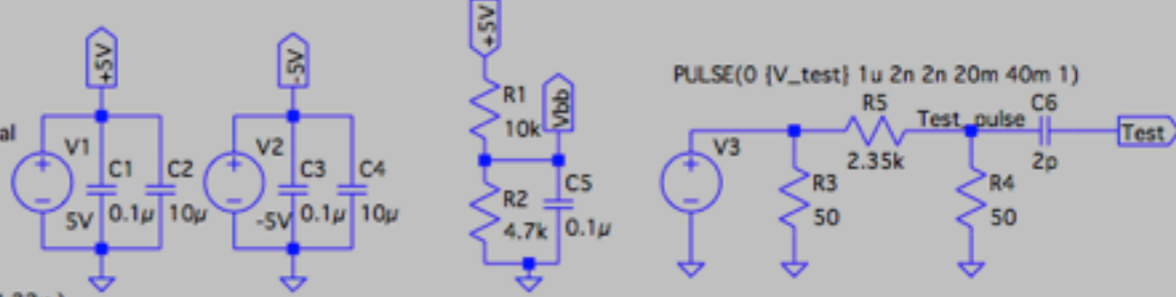 +5V
-5V
+5V
PULSE(0 {V_test} 1u 2n 2n 20m 40m 1)
R1
Vbb
R5
C6
al
10k
Test_pulse
Test
V1
V2
V3
2.35k
2p
C1
C2
C3
C4
C5
R3
R4
R2
5V
0.1µ
10µ
-5V
0.1µ
10µ
4.7k
0.1µ
50
50